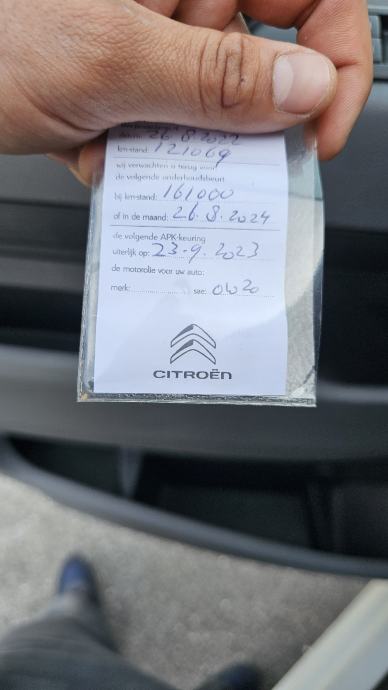 datum: 26.8.2022
km-stand: 121069
wij verwachten u terug voor
de volgende onderhoudsbeurt
bij km-stand: 161000
of in de maand: 26.8.2024
de volgende APK-keuring
uiterlijk op: 23-9.2023
de motorolie voor uw auto:
merk: sae: 0w20
CITROËN